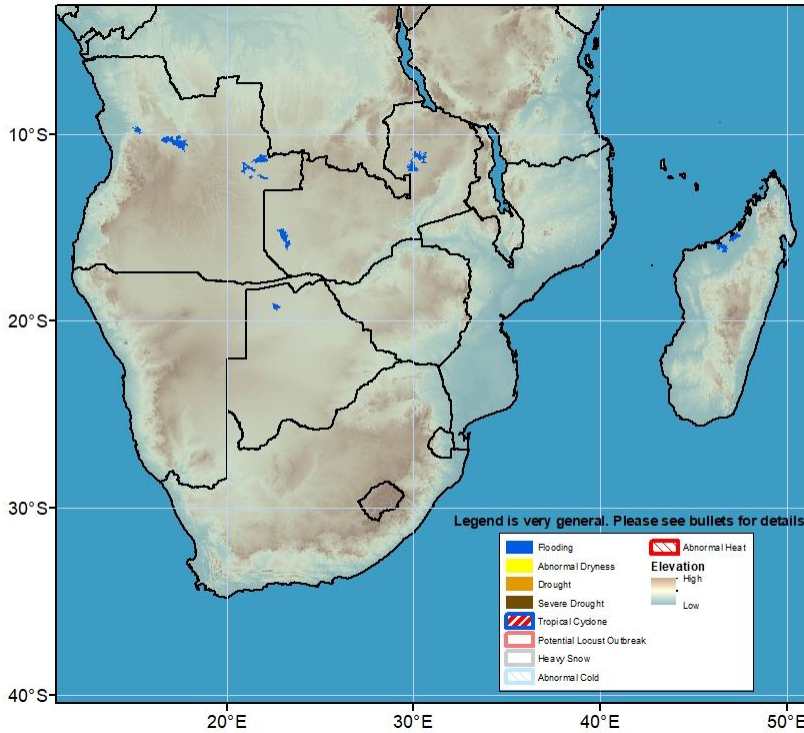 10°S
20°S
30°S
40°S
20°E
30°E
40°E
50°E
Legend is very general. Please see bullets for details
Flooding
Abnormal Dryness
Drought
Severe Drought
Tropical Cyclone
Potential Locust Outbreak
Heavy Snow
Abnormal Cold
Abnormal Heat
Elevation
High
Low